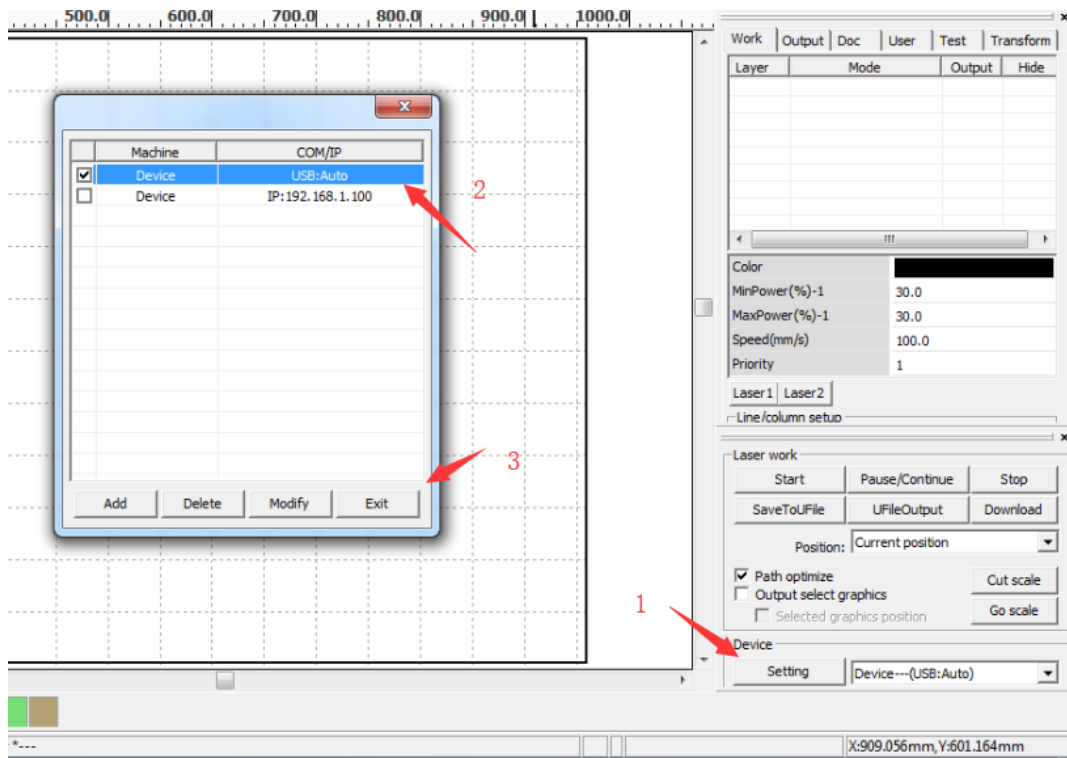 500.0 600.0 700.0 800.0 900.0 1000.0
Work Output Doc User Test Transform
Layer Mode Output Hide
Machine COM/IP
Device USB:Auto
Device IP:192.168.1.100
2
Color
MinPower(%)-1 30.0
MaxPower(%)-1 30.0
Speed(mm/s) 100.0
Priority 1
Laser1 Laser2
Line/column setup
3
Add Delete Modify Exit
Laser work
Start Pause/Continue Stop
SaveToUFile UFileOutput Download
Position: Current position
Path optimize
Cut scale
Output select graphics
Selected graphics position
Go scale
1
Device
Setting Device---(USB:Auto)
*---
X:909.056mm,Y:601.164mm